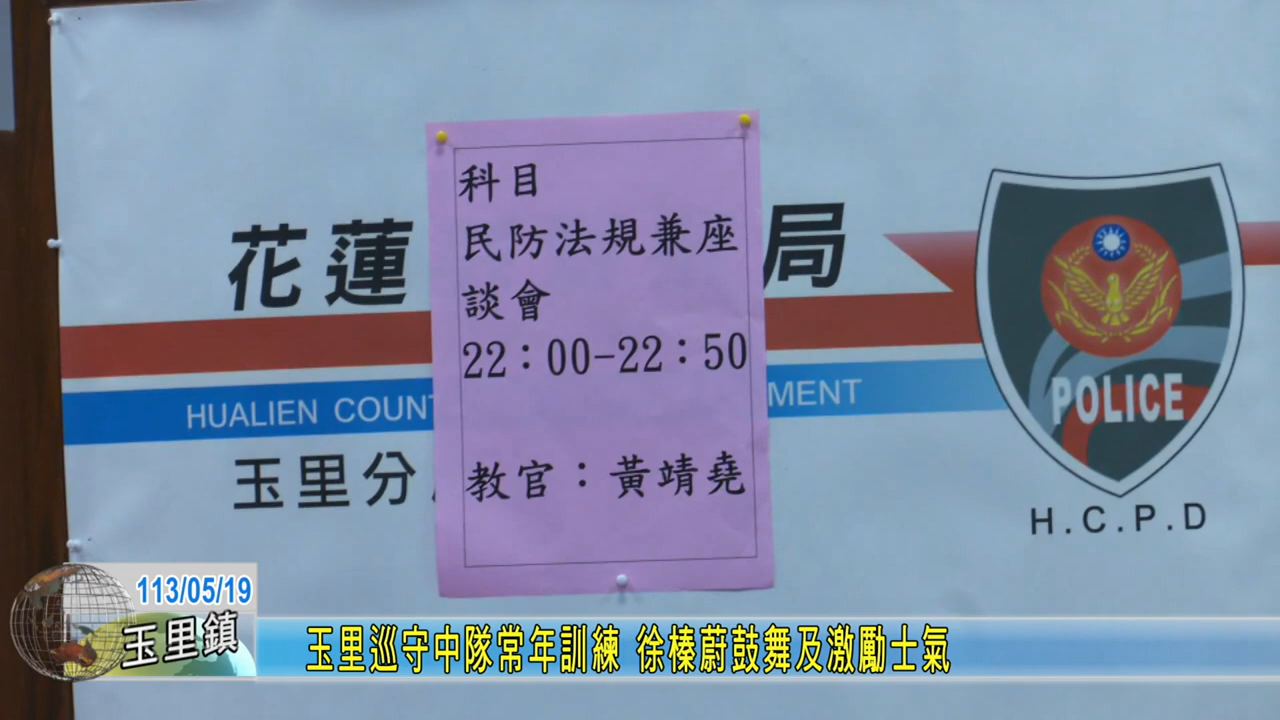 花蓮
局
HUALIEN COUNT
MENT
玉里分
科目
民防法規兼座
談會
22：00-22：50
教官：黃靖堯
POLICE
H.C.P.D
113/05/19
玉里鎮
玉里巡守中隊常年訓練 徐榛蔚鼓舞及激勵士氣